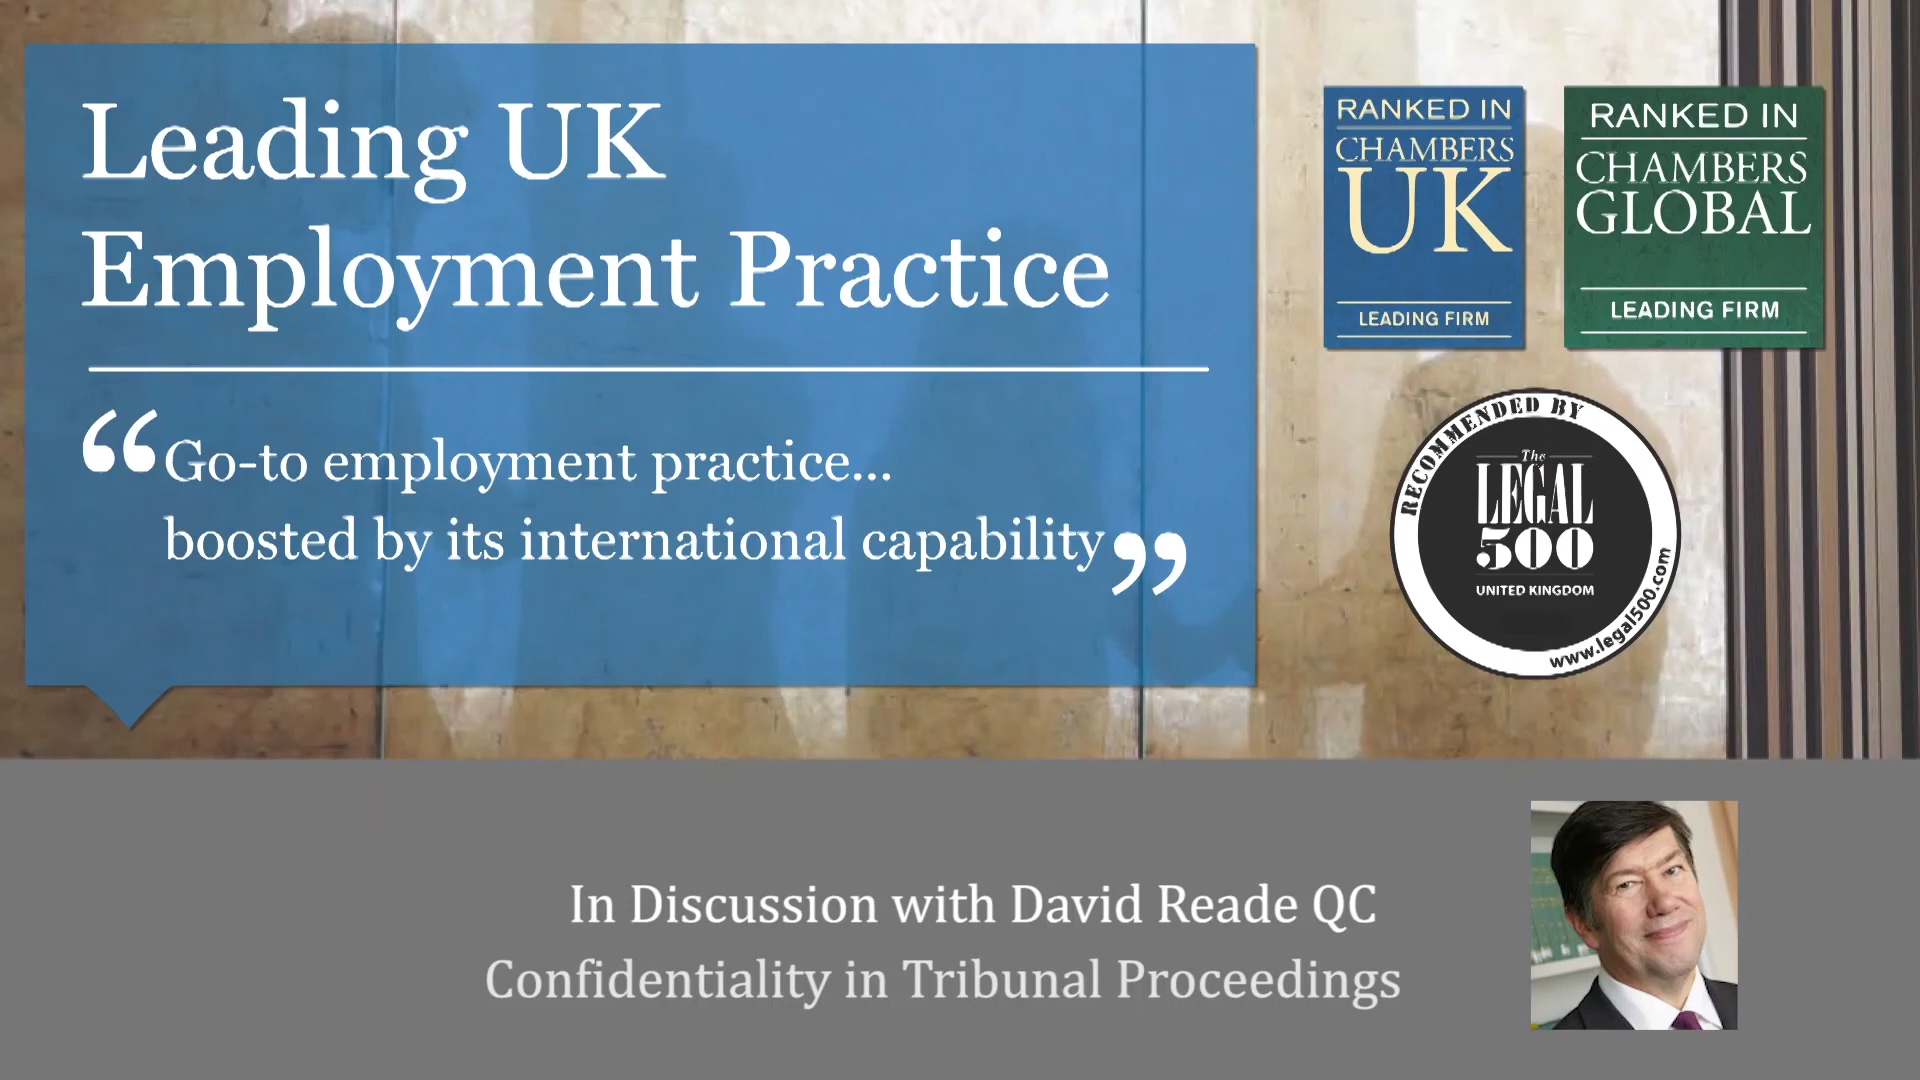 Leading UK
Employment Practice
“Go-to employment practice...
boosted by its international capability”
RANKED IN
CHAMBERS
UK
LEADING FIRM
RANKED IN
CHAMBERS
GLOBAL
LEADING FIRM
RECOMMENDED BY
The
LEGAL
500
UNITED KINGDOM
www.legal500.com
In Discussion with David Reade QC
Confidentiality in Tribunal Proceedings